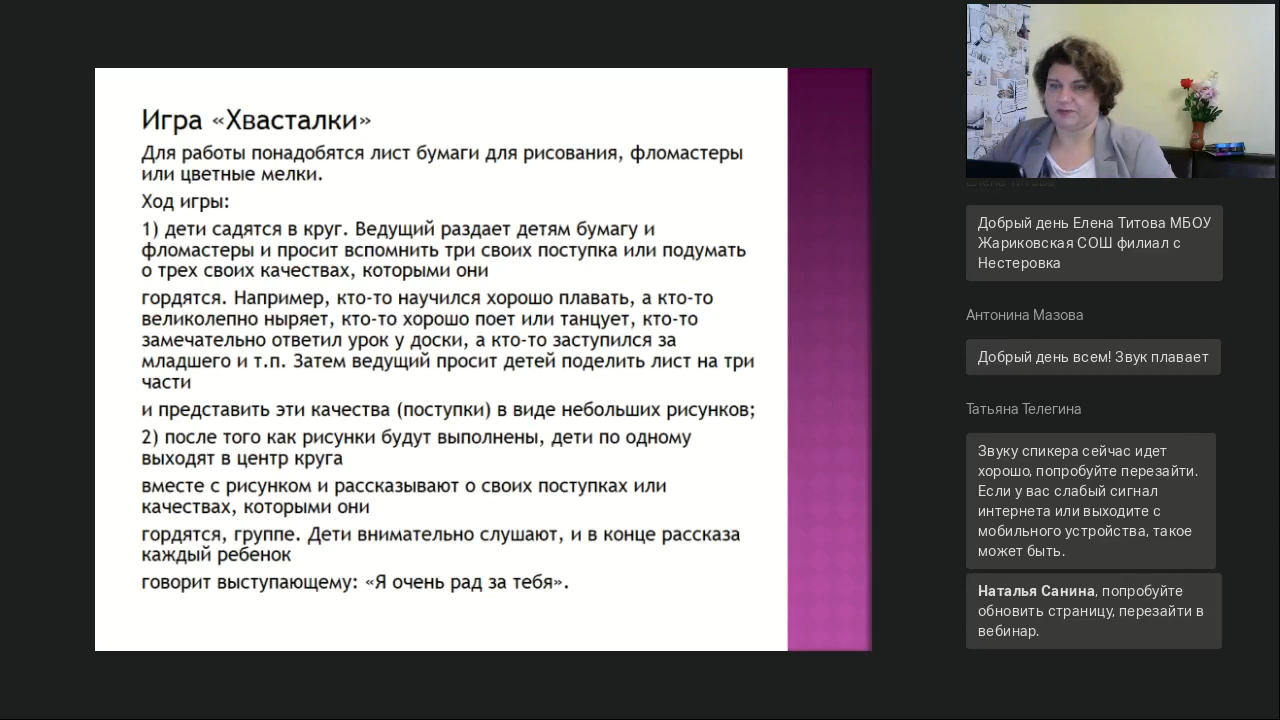 Игра «Хвасталки»
Для работы понадобятся лист бумаги для рисования, фломастеры
или цветные мелки.
Ход игры:
1) дети садятся в круг. Ведущий раздает детям бумагу и
фломастеры и просит вспомнить три своих поступка или подумать
о трех своих качествах, которыми они
гордятся. Например, кто-то научился хорошо плавать, а кто-то
великолепно ныряет, кто-то хорошо поет или танцует, кто-то
замечательно ответил урок у доски, а кто-то заступился за
младшего и т.п. Затем ведущий просит детей поделить лист на три
части
и представить эти качества (поступки) в виде небольших рисунков;
2) после того как рисунки будут выполнены, дети по одному
выходят в центр круга
вместе с рисунком и рассказывают о своих поступках или
качествах, которыми они
гордятся, группе. Дети внимательно слушают, и в конце рассказа
каждый ребенок
говорит выступающему: «Я очень рад за тебя».
Елена Титова
Добрый день Елена Титова МБОУ
Жариковская СОШ филиал с
Нестеровка
Антонина Мазова
Добрый день всем! Звук плавает
Татьяна Телегина
Звуку спикера сейчас идет
хорошо, попробуйте перезайти.
Если у вас слабый сигнал
интернета или выходите с
мобильного устройства, такое
может быть.
Наталья Санина, попробуйте
обновить страницу, перезайти в
вебинар.